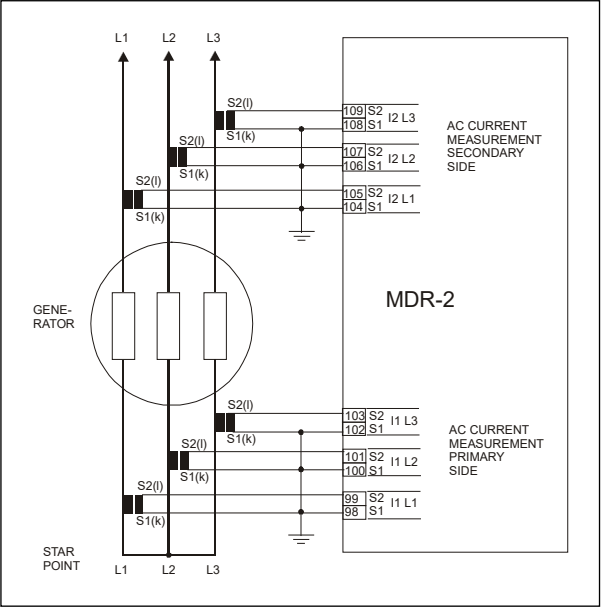 L1 L2 L3
S2(l)
109 S2 I2 L3
108 S1
S1(k)
AC CURRENT
MEASUREMENT
SECONDARY
SIDE
S2(l)
107 S2 I2 L2
106 S1
S1(k)
S2(l)
105 S2 I2 L1
104 S1
S1(k)
GENE-
RATOR
MDR-2
S2(l)
103 S2 I1 L3
102 S1
S1(k)
AC CURRENT
MEASUREMENT
PRIMARY
SIDE
S2(l)
101 S2 I1 L2
100 S1
S1(k)
S2(l)
99 S2 I1 L1
98 S1
S1(k)
STAR
POINT
L1 L2 L3